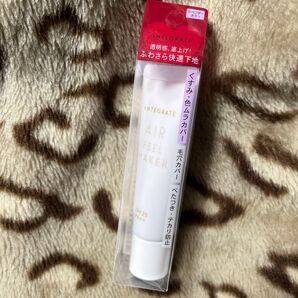 INTEGRATE
透明感、底上げ!
ふわさら快適下地
くすみ・色ムラカバー
毛穴カバー
べたつき・テカリ防止
INTEGRATE
AIR
FEEL
MAKER